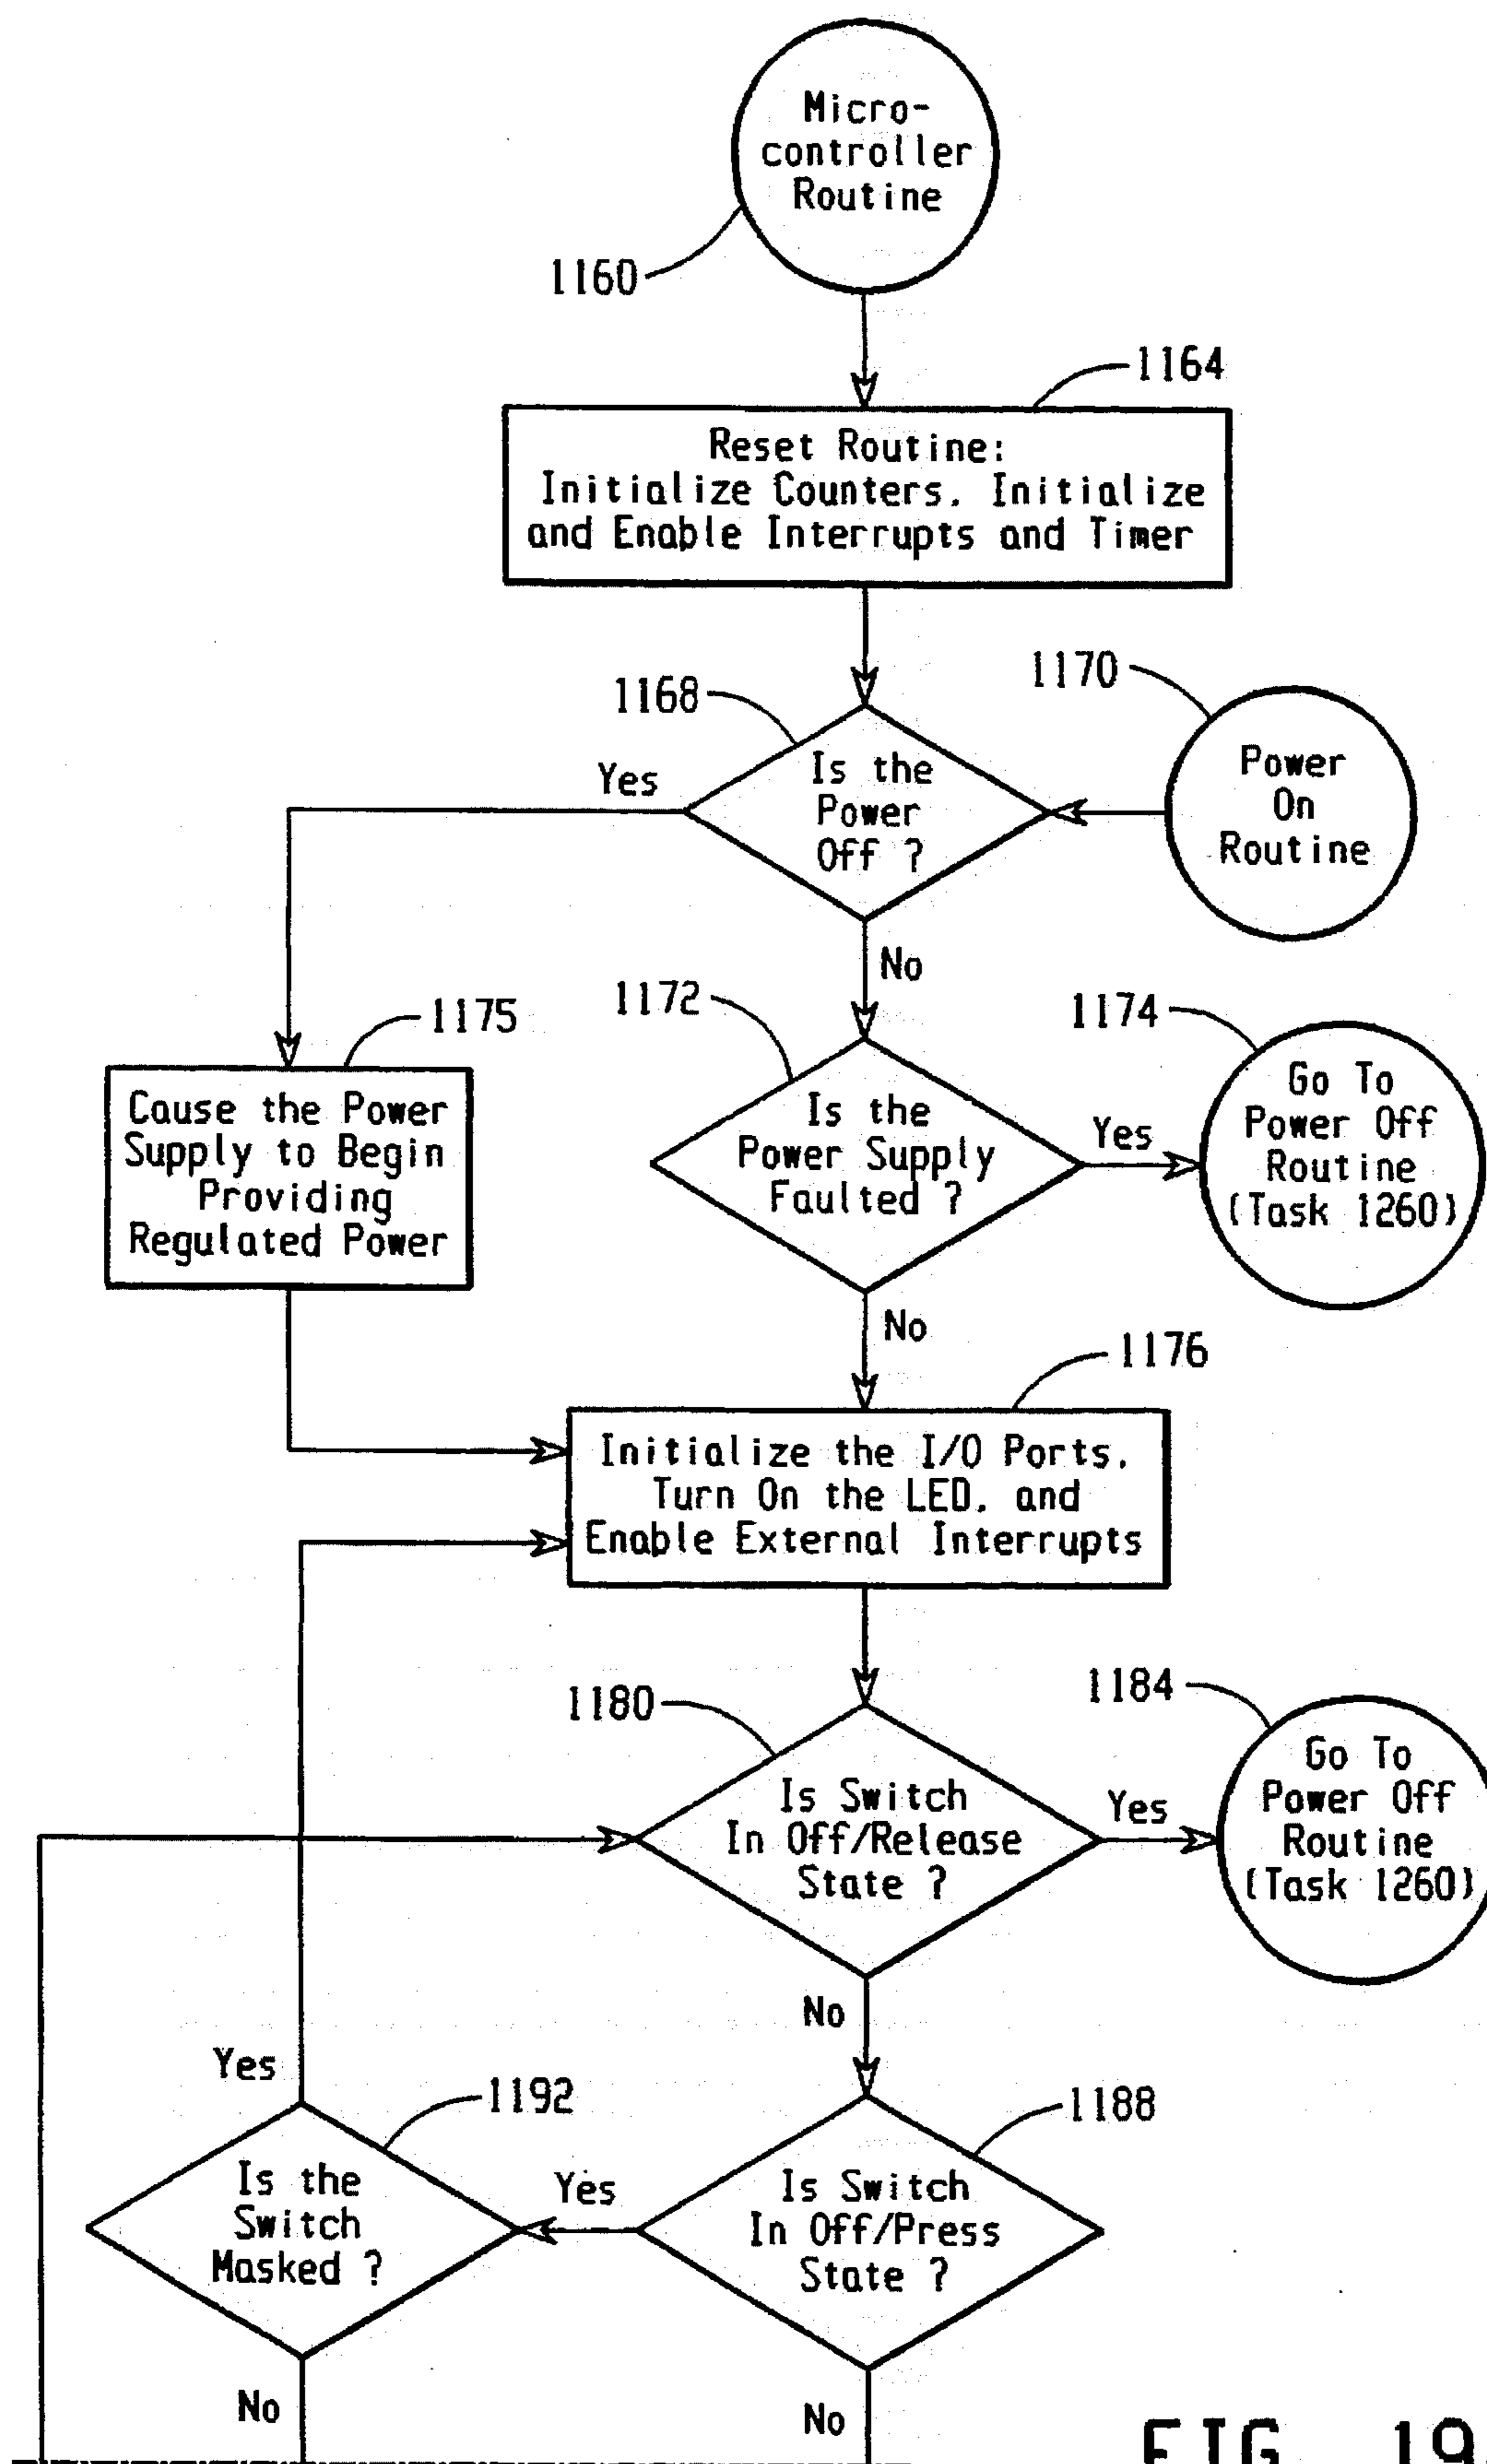 Micro-
controller
Routine
1160
1164
Reset Routine:
Initialize Counters. Initialize
and Enable Interrupts and Timer
1168
1170
Is the
Power
Off ?
Yes
Power
On
Routine
No
1175
1172
1174
Cause the Power
Supply to Begin
Providing
Regulated Power
Is the
Power Supply
Faulted ?
Yes
Go To
Power Off
Routine
(Task 1260)
No
1176
Initialize the I/O Ports.
Turn On the LED. and
Enable External Interrupts
1180
1184
Is Switch
In Off/Release
State ?
Yes
Go To
Power Off
Routine
(Task 1260)
No
Yes
1192
1188
Is the
Switch
Masked ?
Yes
Is Switch
In Off/Press
State ?
No
No
FIG. 19